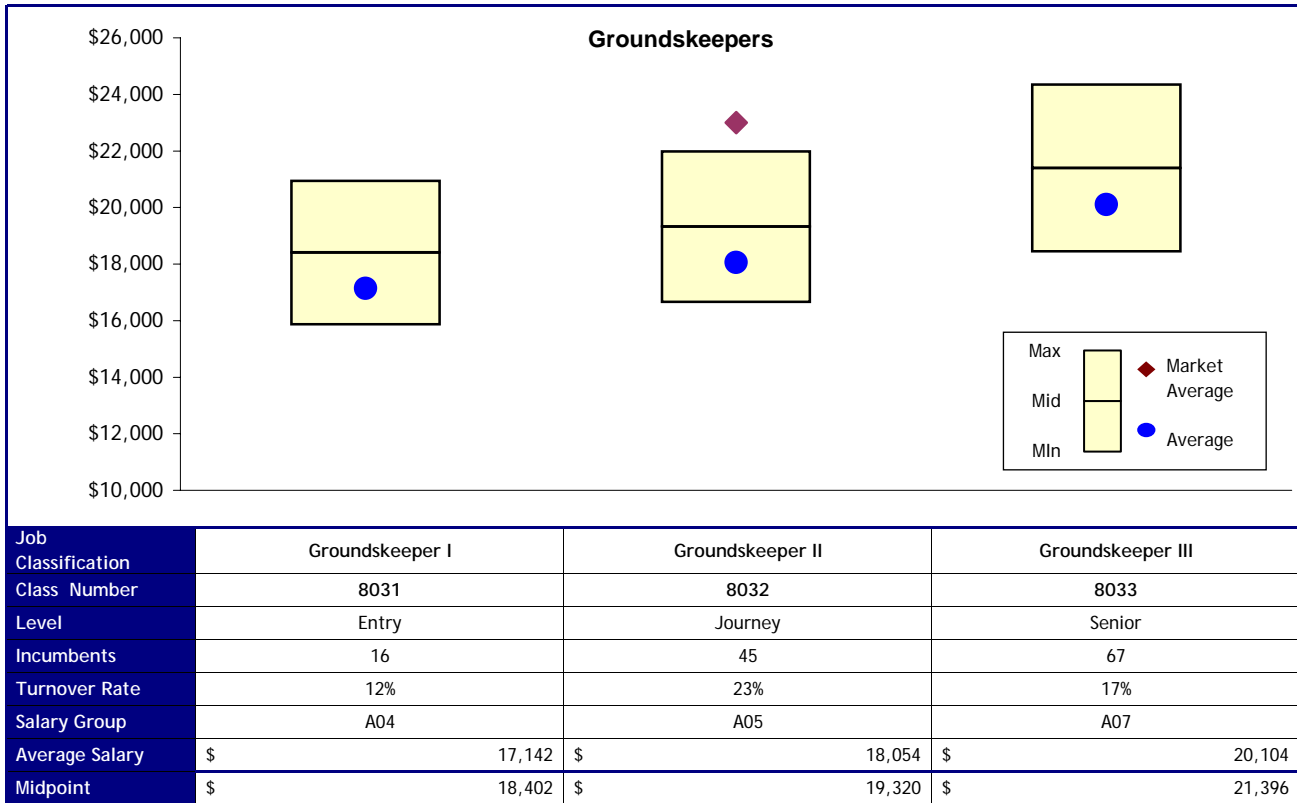 Groundskeepers
$26,000
$24,000
$22,000
$20,000
$18,000
$16,000
$14,000
$12,000
$10,000
Max
Mid
MIn
Market
Average
Average
Job
Classification Groundskeeper I Groundskeeper II Groundskeeper III
Class Number 8031 8032 8033
Level Entry Journey Senior
Incumbents 16 45 67
Turnover Rate 12% 23% 17%
Salary Group A04 A05 A07
Average Salary $ 17,142 $ 18,054 $ 20,104
Midpoint $ 18,402 $ 19,320 $ 21,396